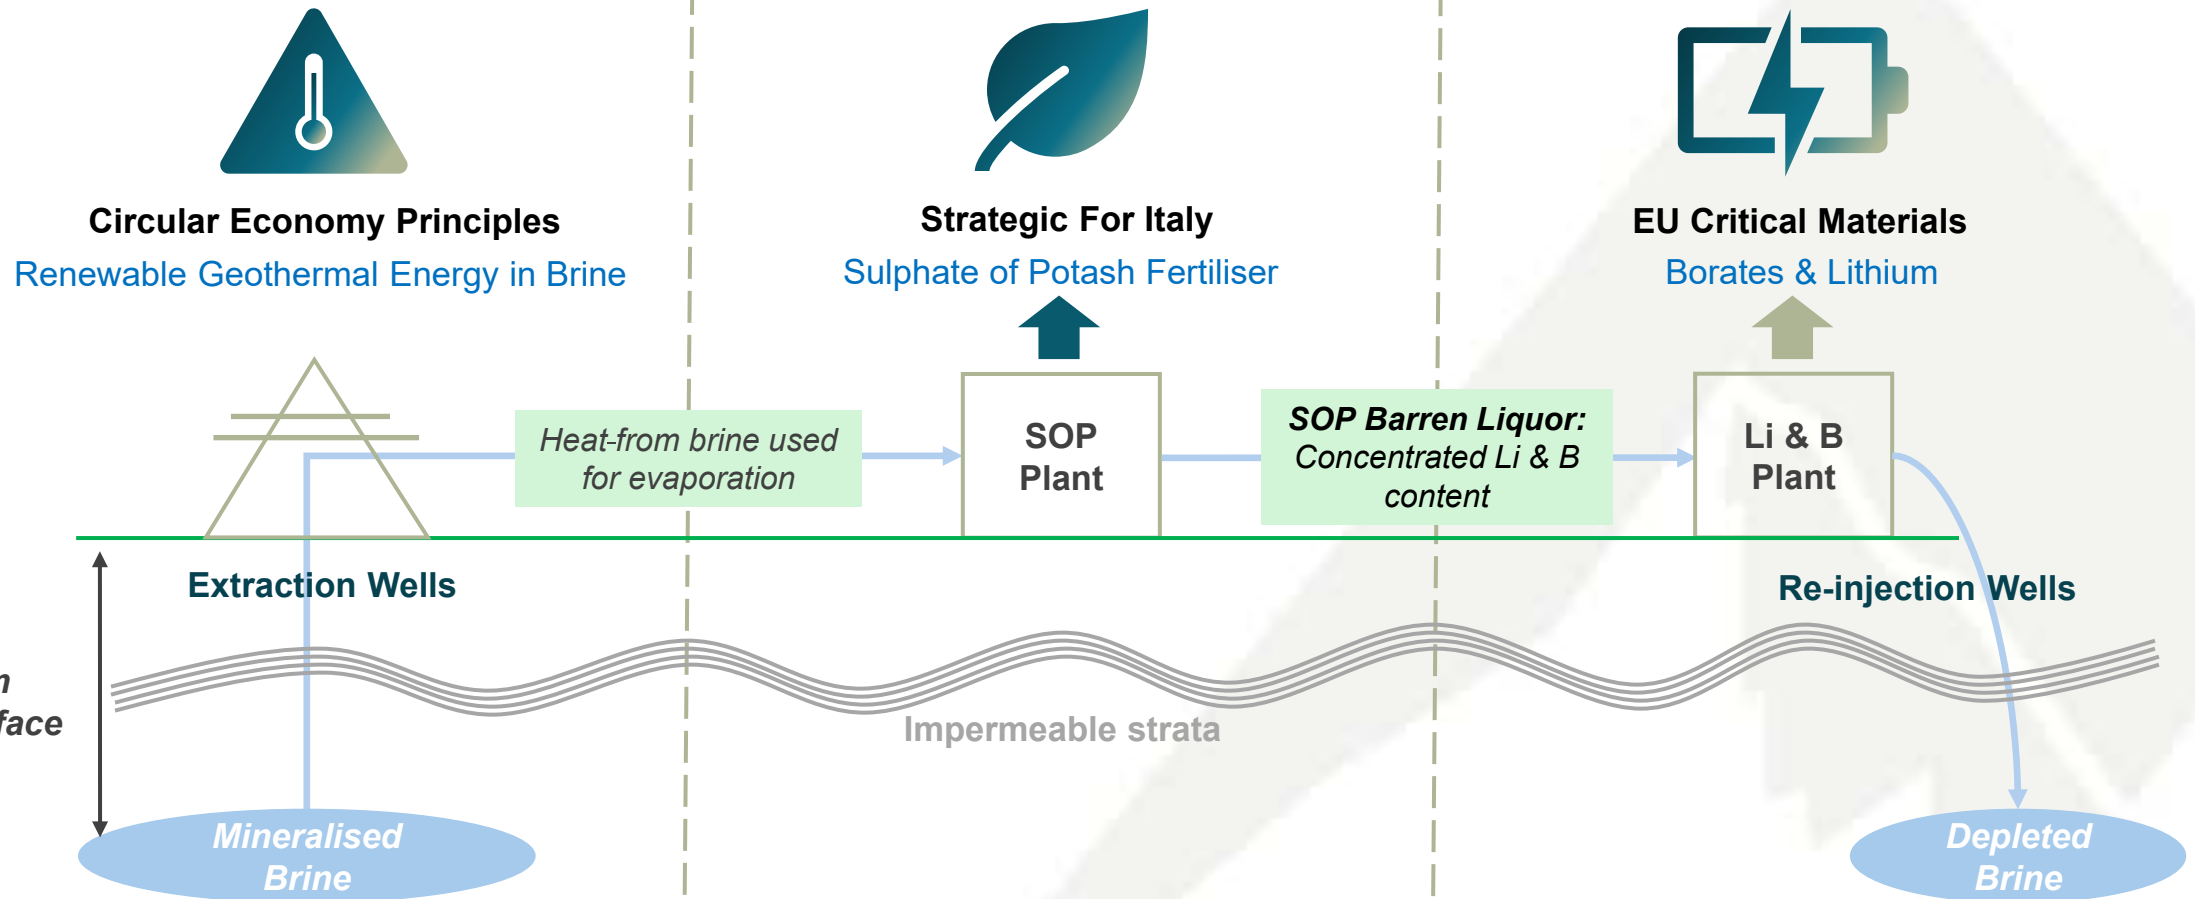 Circular Economy Principles
Renewable Geothermal Energy in Brine
Strategic For Italy
Sulphate of Potash Fertiliser
EU Critical Materials
Borates & Lithium
Heat-from brine used
for evaporation
SOP
Plant
SOP Barren Liquor:
Concentrated Li & B
content
Li & B
Plant
Extraction Wells
Re-injection Wells
Impermeable strata
Mineralised
Brine
Depleted
Brine